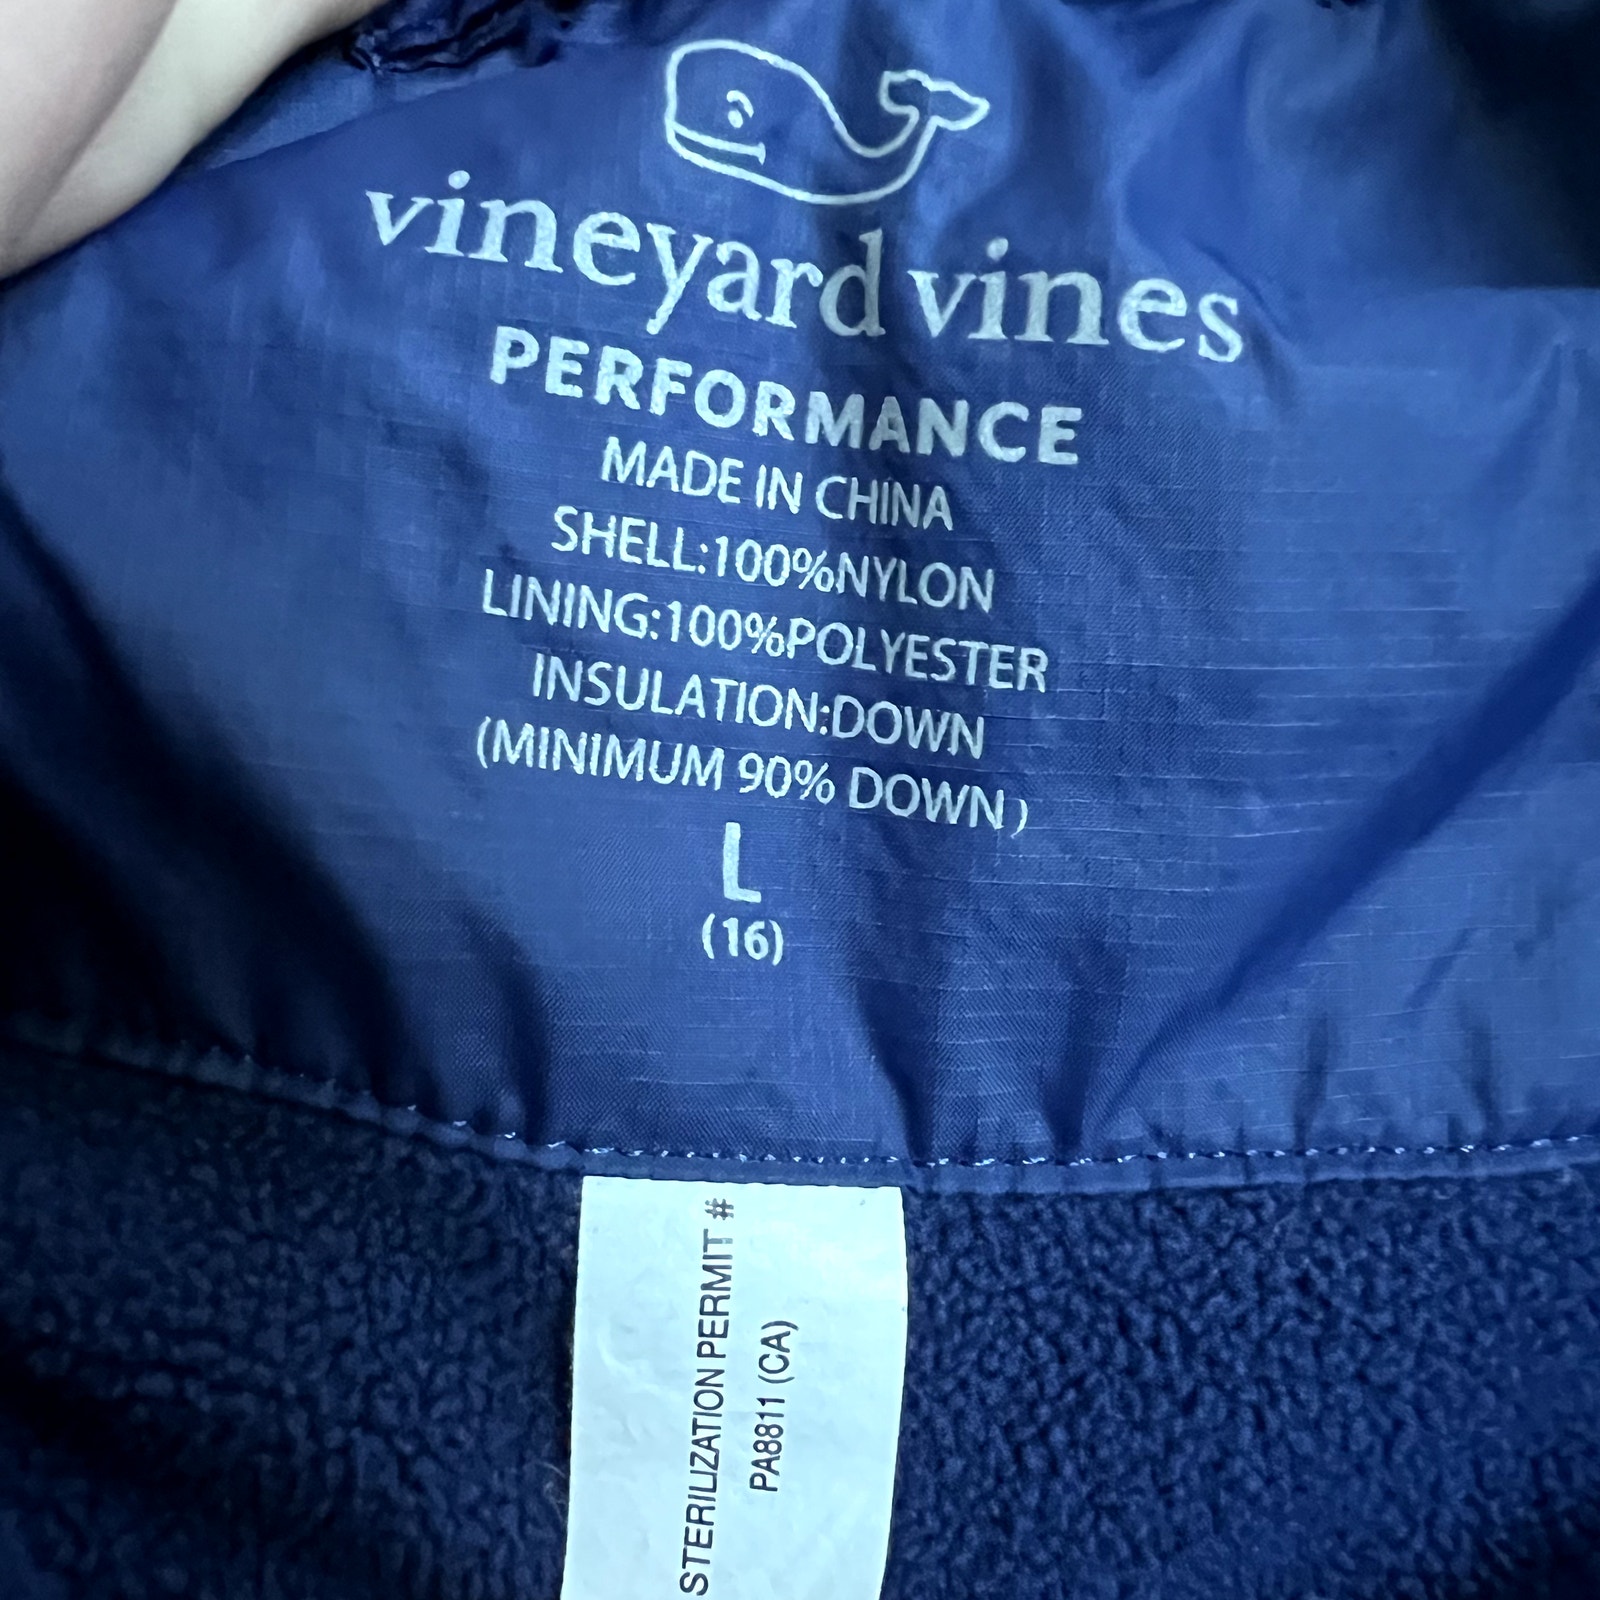 vineyard vines
PERFORMANCE
MADE IN CHINA
SHELL:100%NYLON
LINING:100%POLYESTER
INSULATION:DOWN
(MINIMUM 90% DOWN)
L
(16)
STERILIZATION PERMIT #
PA8811 (CA)